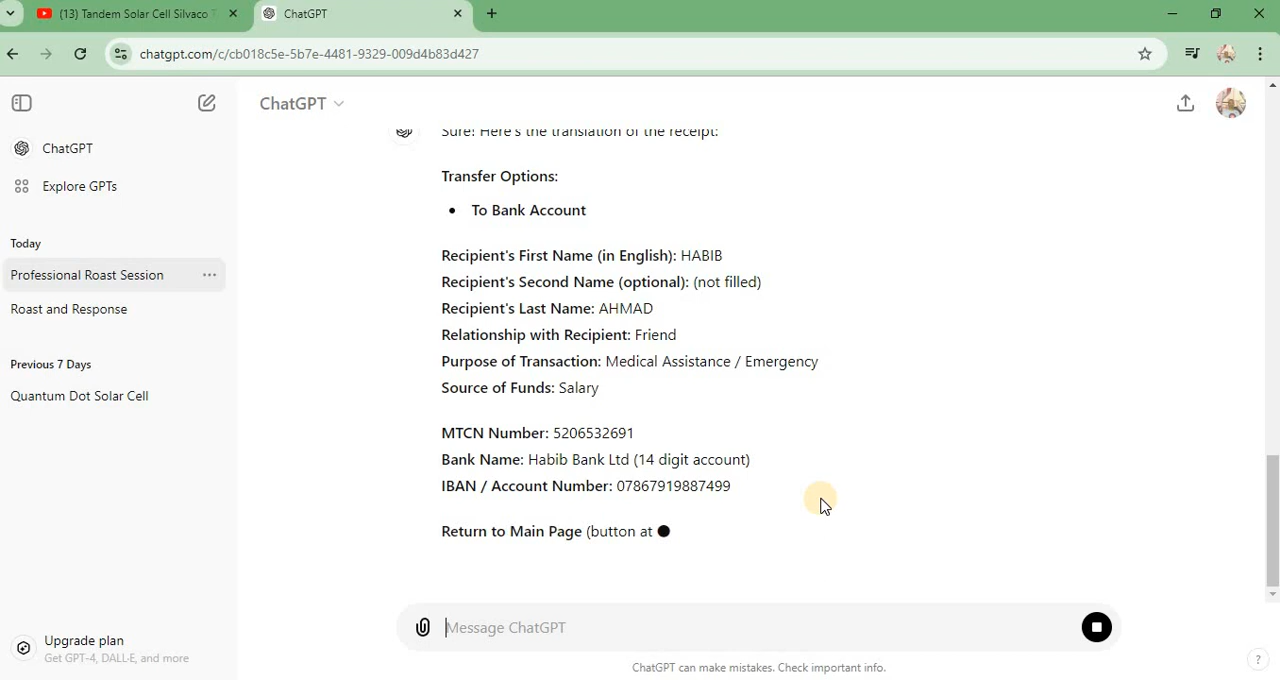 (13) Tandem Solar Cell Silvaco
ChatGPT
chatgpt.com/c/cb018c5e-5b7e-4481-9329-009d4b83d427
ChatGPT
Explore GPTs
Today
Professional Roast Session
Roast and Response
Previous 7 Days
Quantum Dot Solar Cell
Upgrade plan
Get GPT-4, DALL·E, and more
ChatGPT
Sure! Here's the translation of the receipt:
Transfer Options:
• To Bank Account
Recipient's First Name (in English): HABIB
Recipient's Second Name (optional): (not filled)
Recipient's Last Name: AHMAD
Relationship with Recipient: Friend
Purpose of Transaction: Medical Assistance / Emergency
Source of Funds: Salary
MTCN Number: 5206532691
Bank Name: Habib Bank Ltd (14 digit account)
IBAN / Account Number: 07867919887499
Return to Main Page (button at
Message ChatGPT
ChatGPT can make mistakes. Check important info.
?